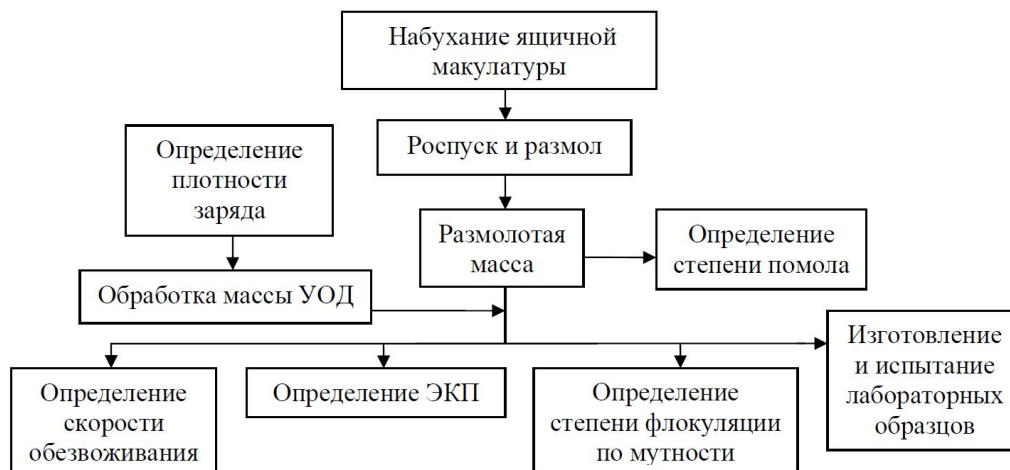 Набухание ящичной
макулатуры
Роспуск и размол
Определение
плотности
заряда
Размолотая
масса
Определение
степени помола
Обработка массы УОД
Изготовление
и испытание
лабораторных
образцов
Определение
скорости
обезвоживания
Определение ЭКП
Определение
степени флокуляции
по мутности